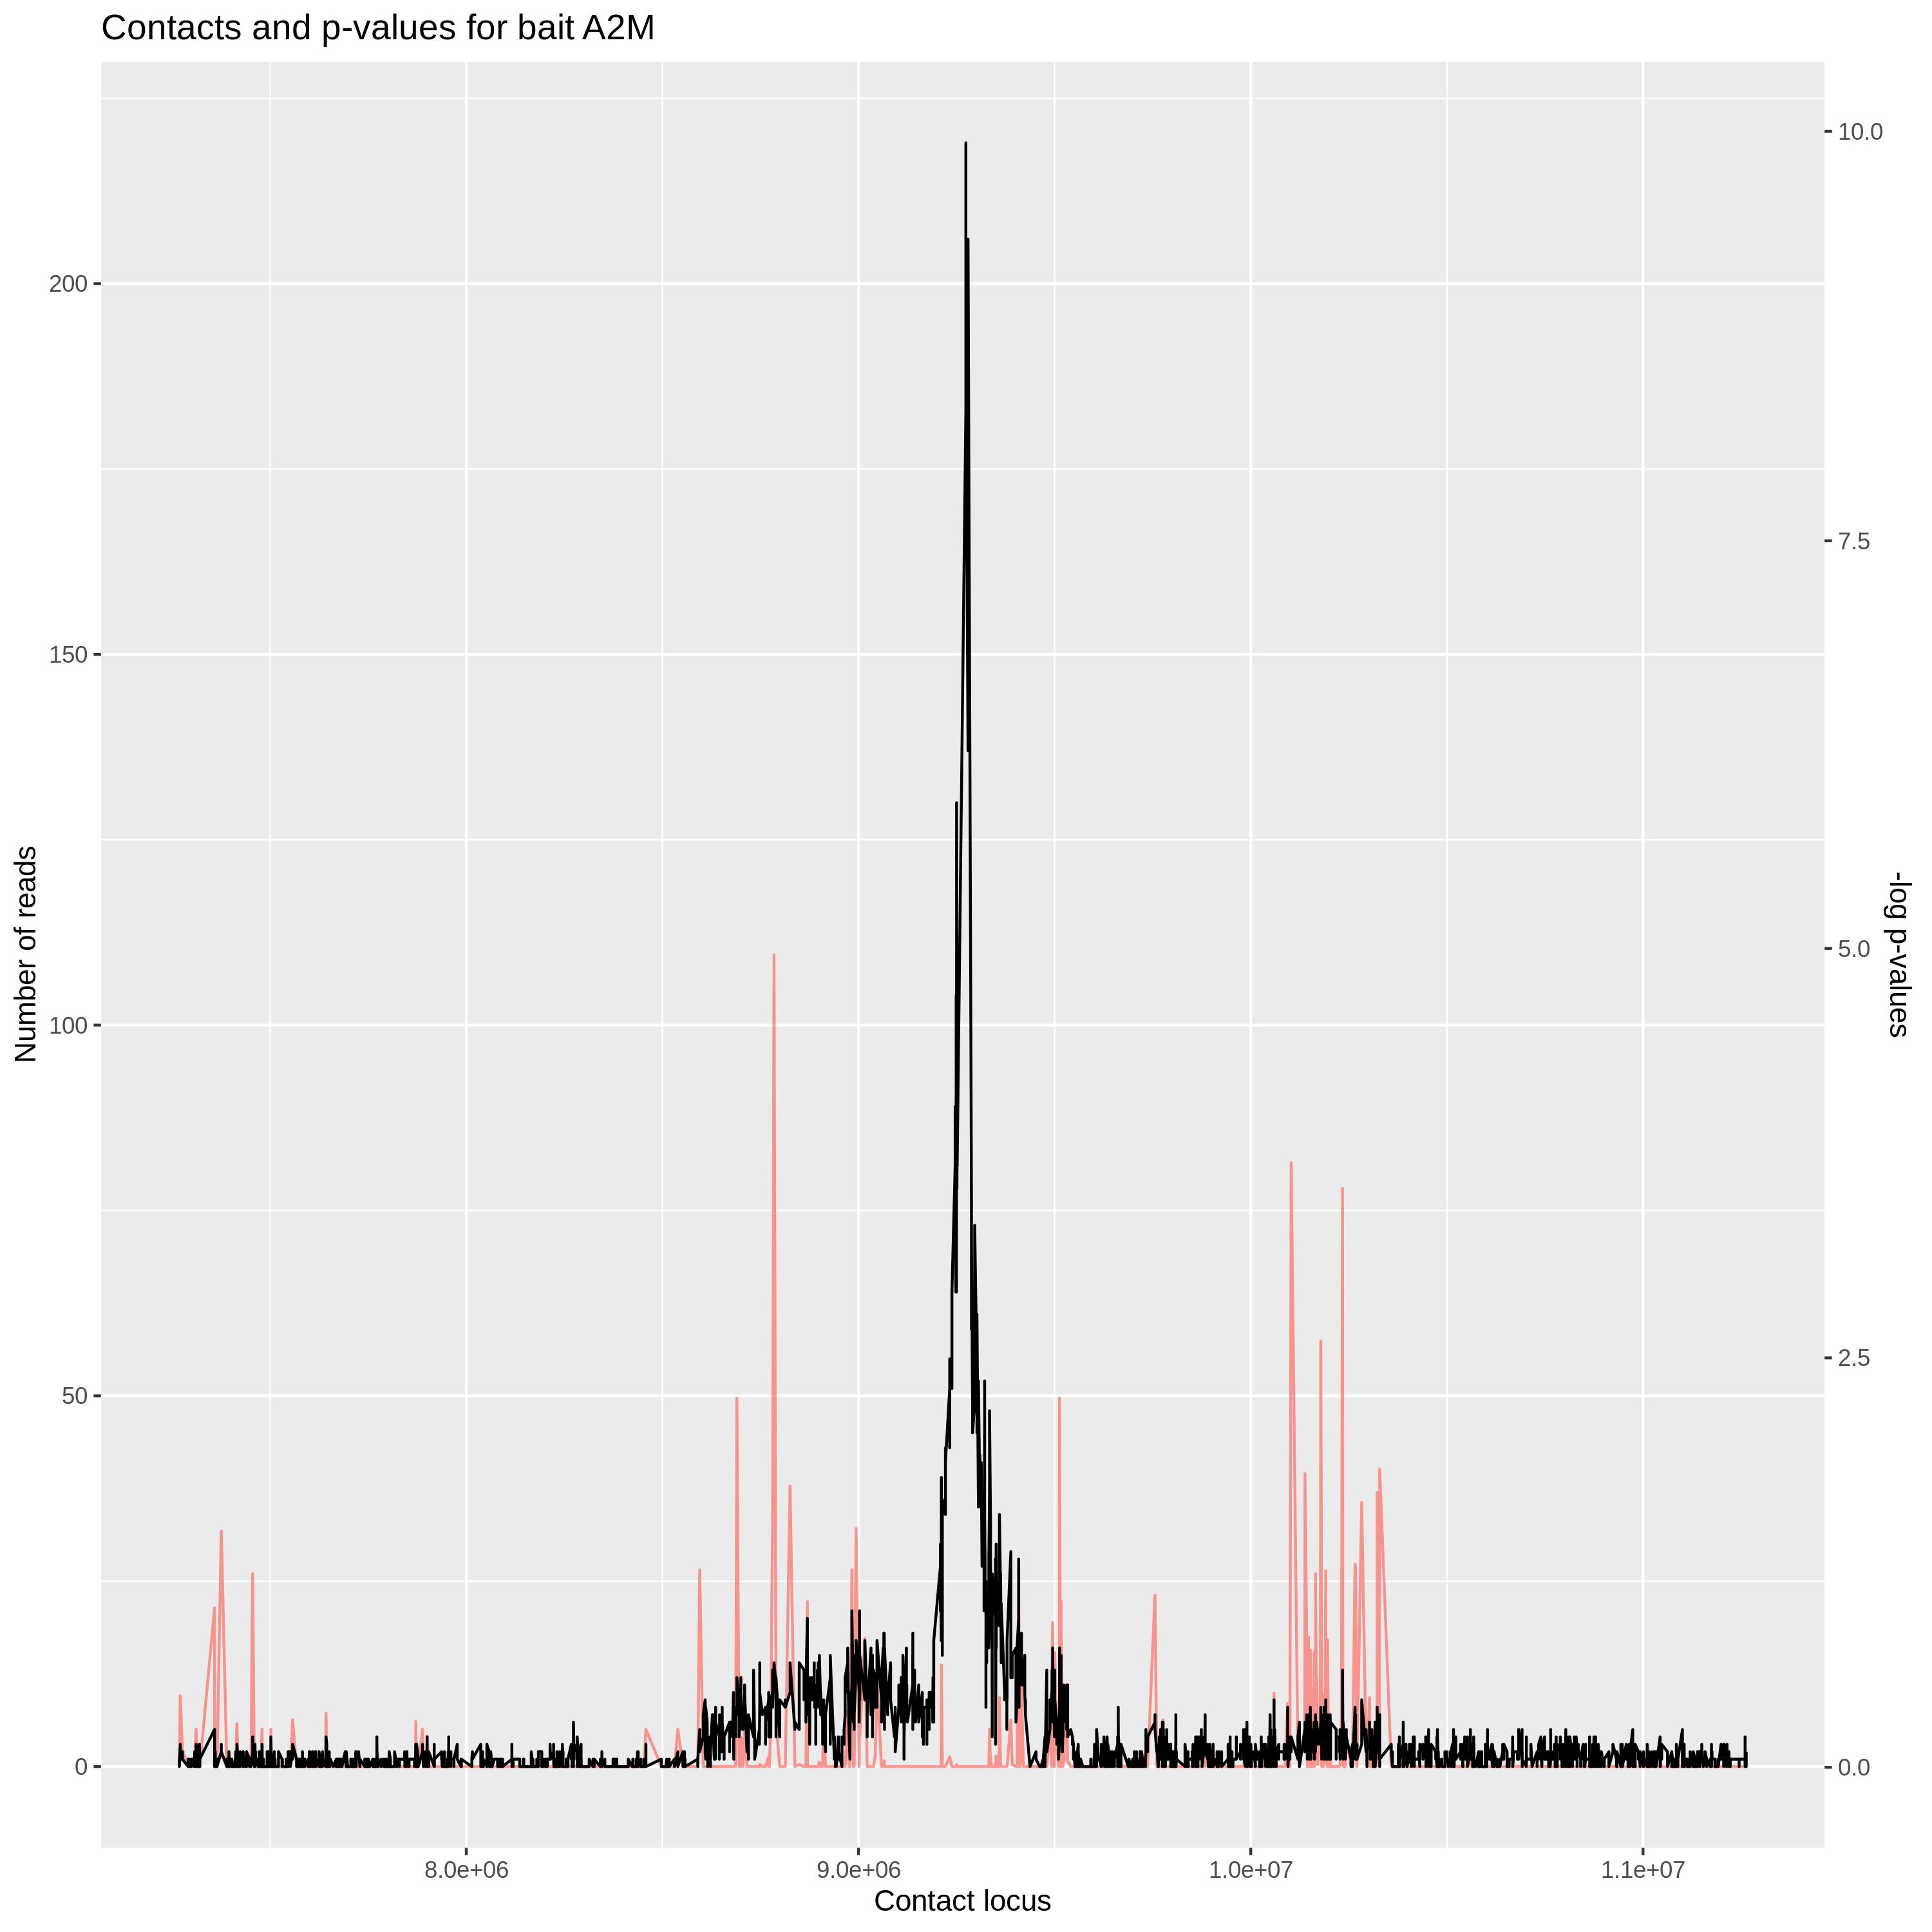 Contacts and p-values for bait A2M
Number of reads
200
150
100
50
0
10.0
7.5
5.0
2.5
0.0
-log p-values
8.0e+06
9.0e+06
1.0e+07
1.1e+07
Contact locus